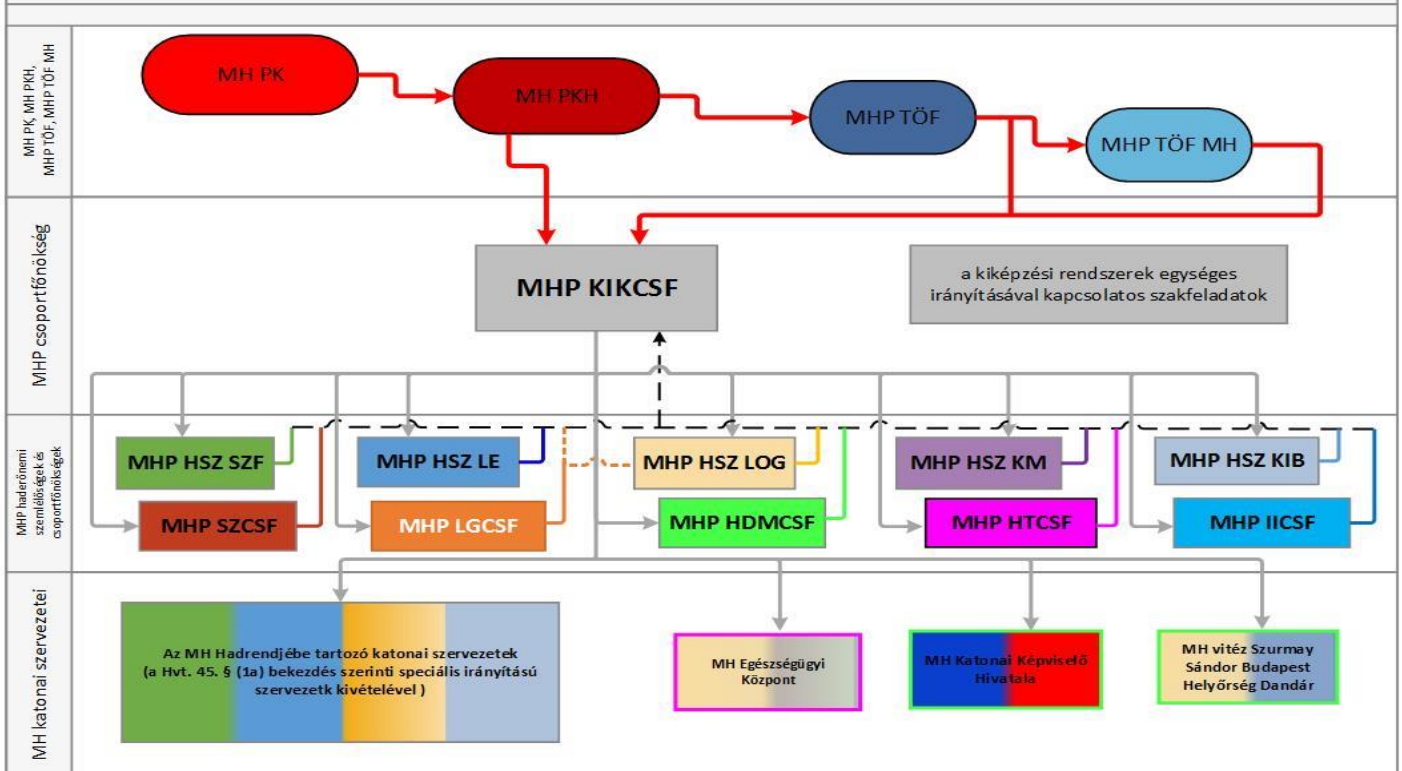 MH PK, MH PKH,
MHP TÖF, MHP TÖF MH
MH PK
MH PKH
MHP TÖF
MHP TÖF MH
MHP csoportfőnökség
MHP KIKCSF
a kiképzési rendszerek egységes
irányításával kapcsolatos szakfeladatok
MHP haderőnemi
szemlélőségek és
csoportfőnökségek
MHP HSZ SZF
MHP HSZ LE
MHP HSZ LOG
MHP HSZ KM
MHP HSZ KIB
MHP SZCSF
MHP LGCSF
MHP HDMCSF
MHP HTCSF
MHP IICSF
MH katonai szervezetei
Az MH Hadrendjébe tartozó katonai szervezetek
(a Hvt. 45. § (1a) bekezdés szerinti speciális irányítású
szervezetk kivételével )
MH Egészségügyi
Központ
MH Katonai Képviselő
Hivatala
MH vitéz Szurmay
Sándor Budapest
Helyőrség Dandár